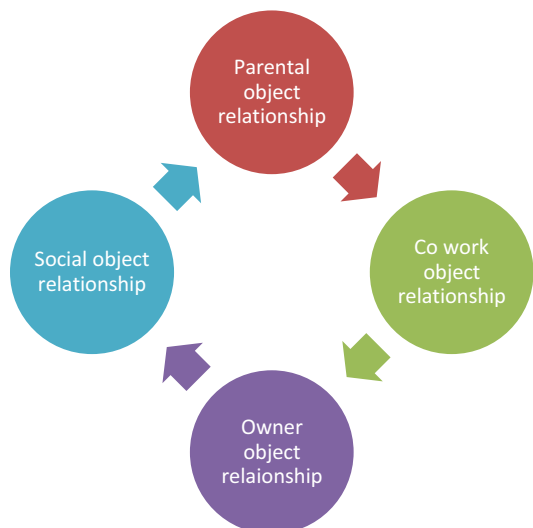 Parental
object
relationship
Co work
object
relationship
Owner
object
relaionship
Social object
relationship